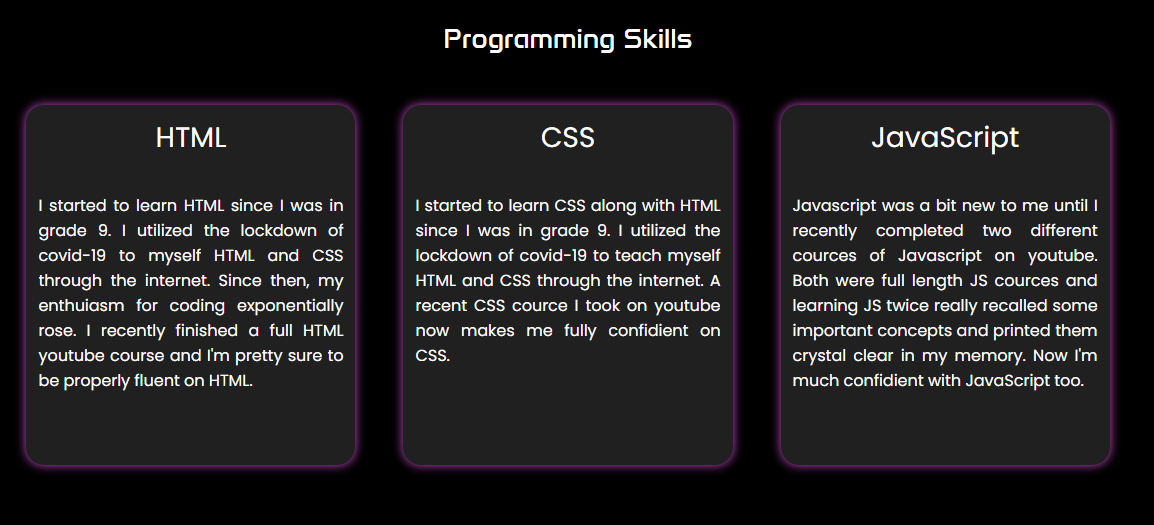 Programming Skills
HTML
I started to learn HTML since I was in
grade 9. I utilized the lockdown of
covid-19 to myself HTML and CSS
through the internet. Since then, my
enthuiasm for coding exponentially
rose. I recently finished a full HTML
youtube course and I'm pretty sure to
be properly fluent on HTML.
CSS
I started to learn CSS along with HTML
since I was in grade 9. I utilized the
lockdown of covid-19 to teach myself
HTML and CSS through the internet. A
recent CSS cource I took on youtube
now makes me fully confidient on
CSS.
JavaScript
Javascript was a bit new to me until I
recently completed two different
cources of Javascript on youtube.
Both were full length JS cources and
learning JS twice really recalled some
important concepts and printed them
crystal clear in my memory. Now I'm
much confidient with JavaScript too.